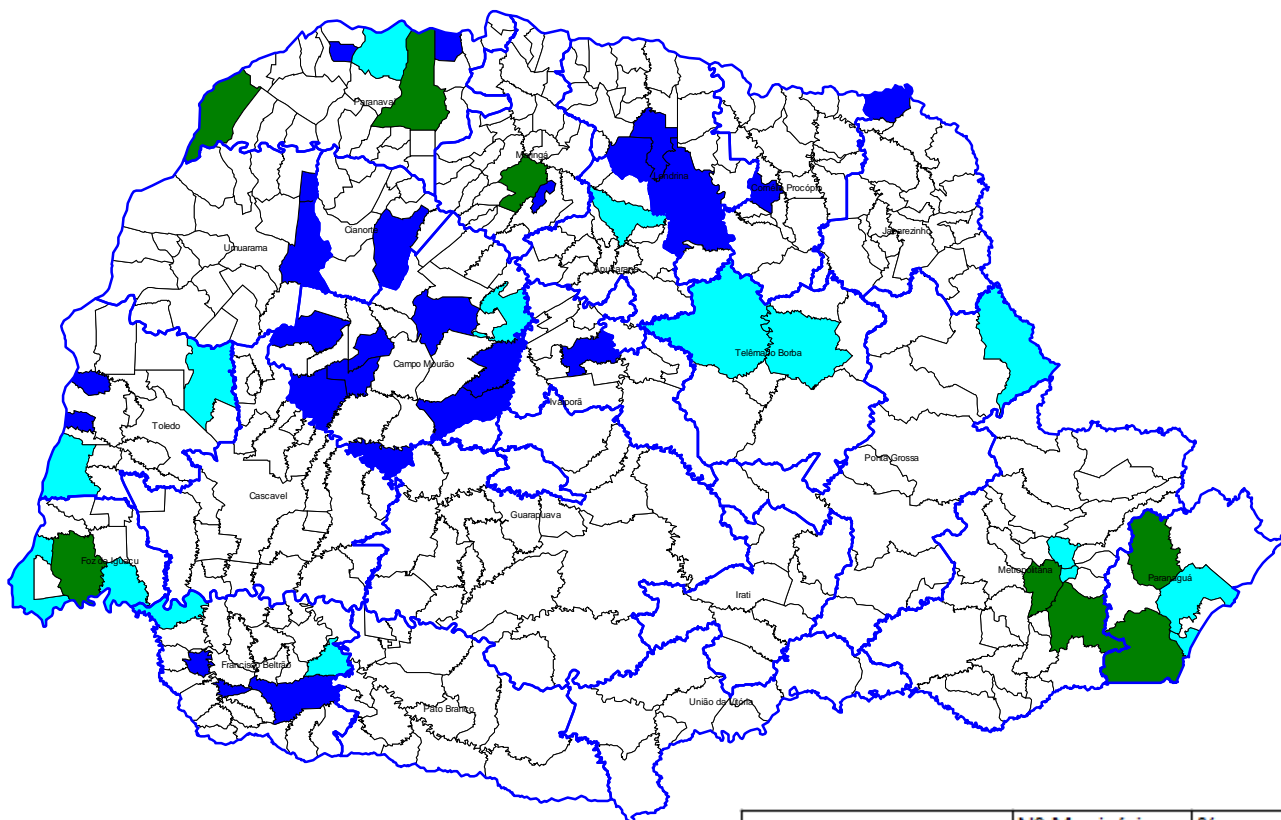 Paranavaí
Maringá
Londrina
Cornélio Procópio
Jacarezinho
Umuarama
Cianorte
Apucarana
Campo Mourão
Telêmaco Borba
Ivaiporã
Toledo
Ponta Grossa
Cascavel
Guarapuava
Foz do Iguaçu
Metropolitana
Paranaguá
Irati
Francisco Beltrão
Pato Branco
União da Vitória